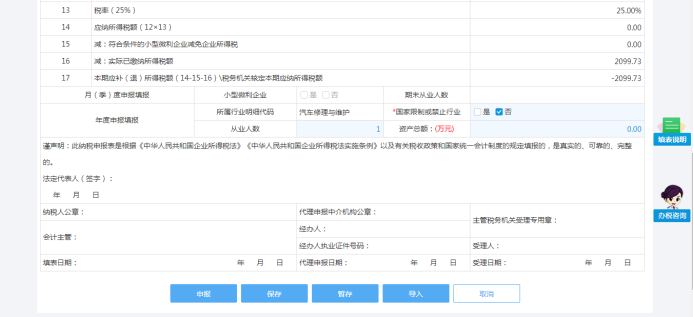 13 税率（25%） 25.00%
14 应纳所得税额（12×13） 0.00
15 减：符合条件的小型微利企业减免企业所得税 0.00
16 减：实际已缴纳所得税额 2099.73
17 本期应补（退）所得税额（14-15-16）\税务机关核定本期应纳所得税额 -2099.73
月（季）度申报填报 小型微利企业 是 否 期末从业人数
年度申报填报 所属行业明细代码 汽车修理与维护 *国家限制或禁止行业 是 否
从业人数 1 资产总额：(万元) 0.00
谨声明：此纳税申报表是根据《中华人民共和国企业所得税法》《中华人民共和国企业所得税法实施条例》以及有关税收政策和国家统一会计制度的规定填报的，是真实的、可靠的、完整
的。
法定代表人（签字）：
年 月 日
纳税人公章： 代理申报中介机构公章： 主管税务机关受理专用章：
会计主管： 经办人：
经办人执业证件号码： 受理人：
填表日期： 年 月 日 代理申报日期： 年 月 日 受理日期： 年 月 日
申报 保存 暂存 导入 取消
填表说明
办税咨询